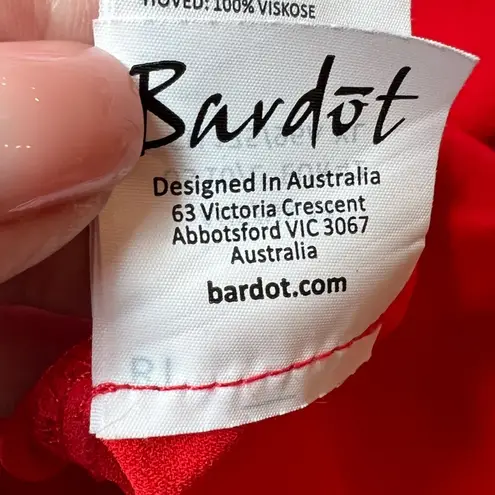 HOVED: 100% VISKOSE
Bardōt
Designed In Australia
63 Victoria Crescent
Abbotsford VIC 3067
Australia
bardot.com